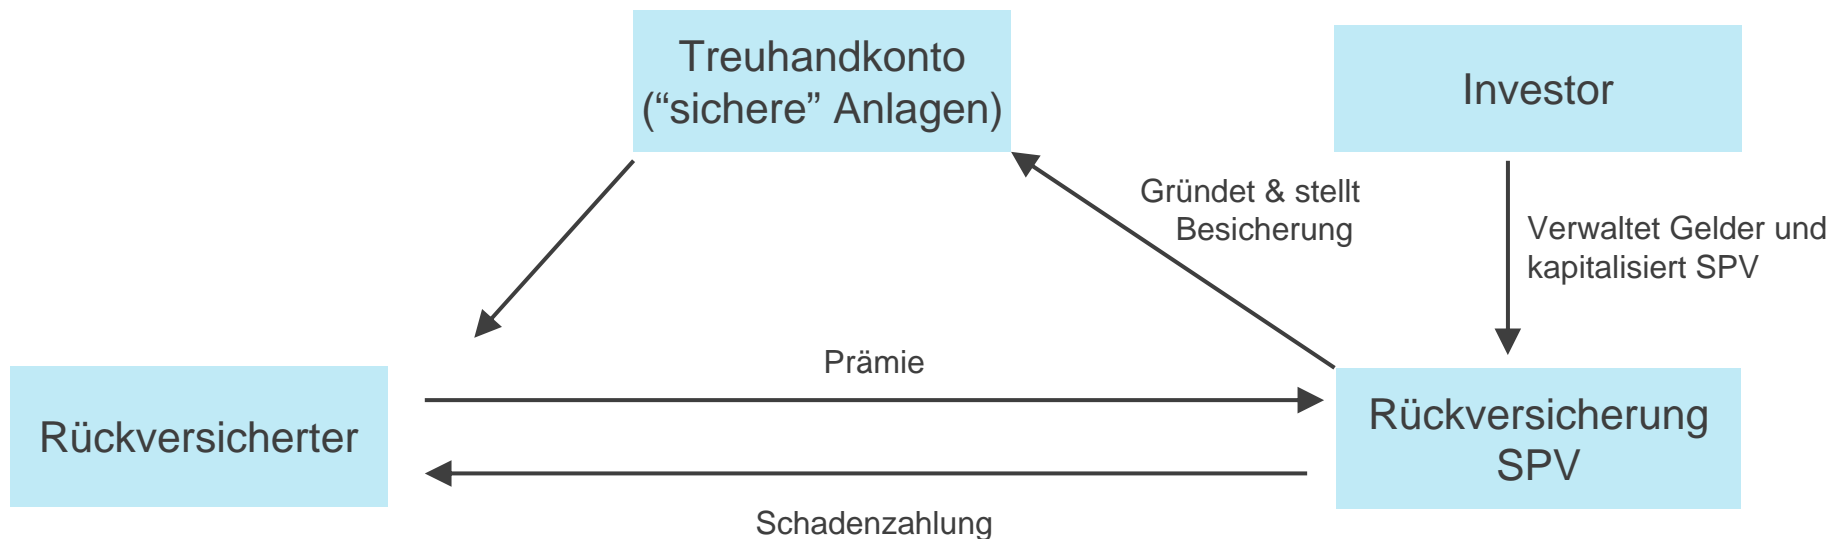 Treuhandkonto
(“sichere” Anlagen)
Investor
Gründet & stellt
Besicherung
Verwaltet Gelder und
kapitalisiert SPV
Prämie
Rückversicherter
Rückversicherung
SPV
Schadenzahlung